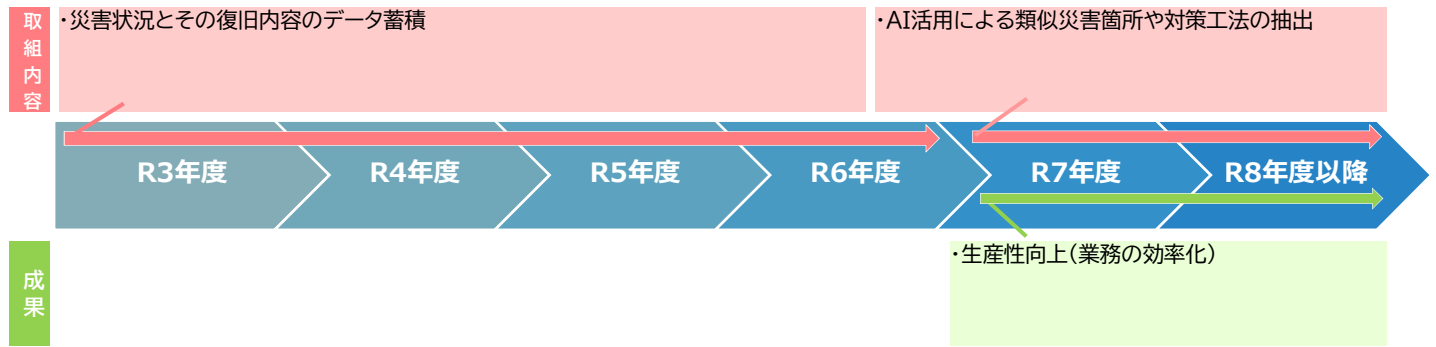 取組内容
・災害状況とその復旧内容のデータ蓄積
・AI活用による類似災害箇所や対策工法の抽出
R3年度
R4年度
R5年度
R6年度
R7年度
R8年度以降
成果
・生産性向上(業務の効率化)